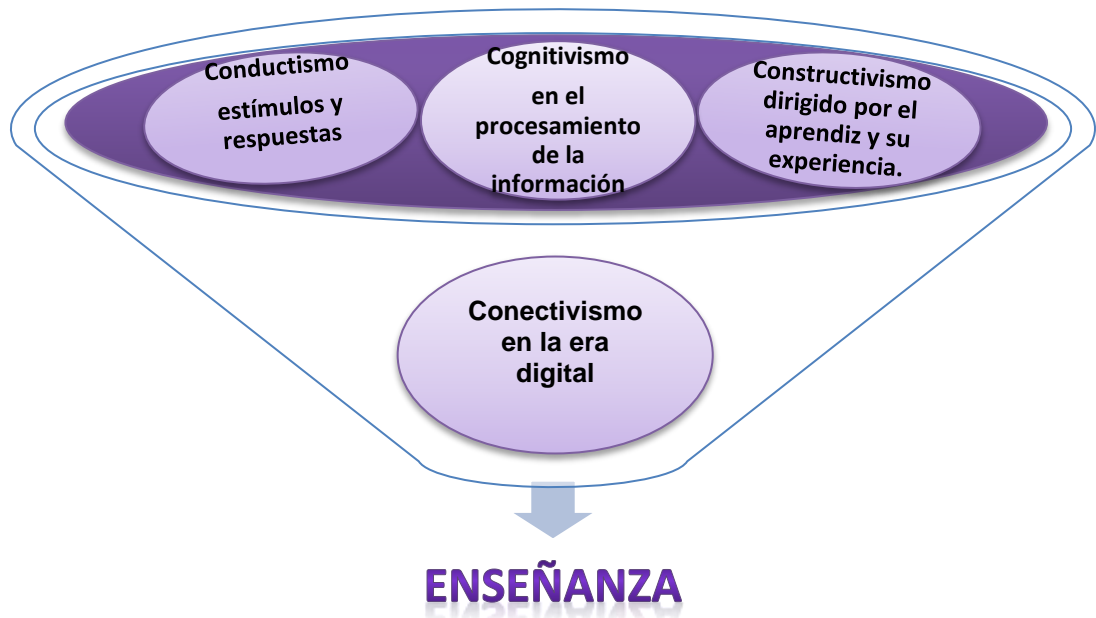 Conductismo
estímulos y
respuestas
Cognitivismo
en el
procesamiento
de la
información
Constructivismo
dirigido por el
aprendiz y su
experiencia.
Conectivismo
en la era
digital
ENSEÑANZA